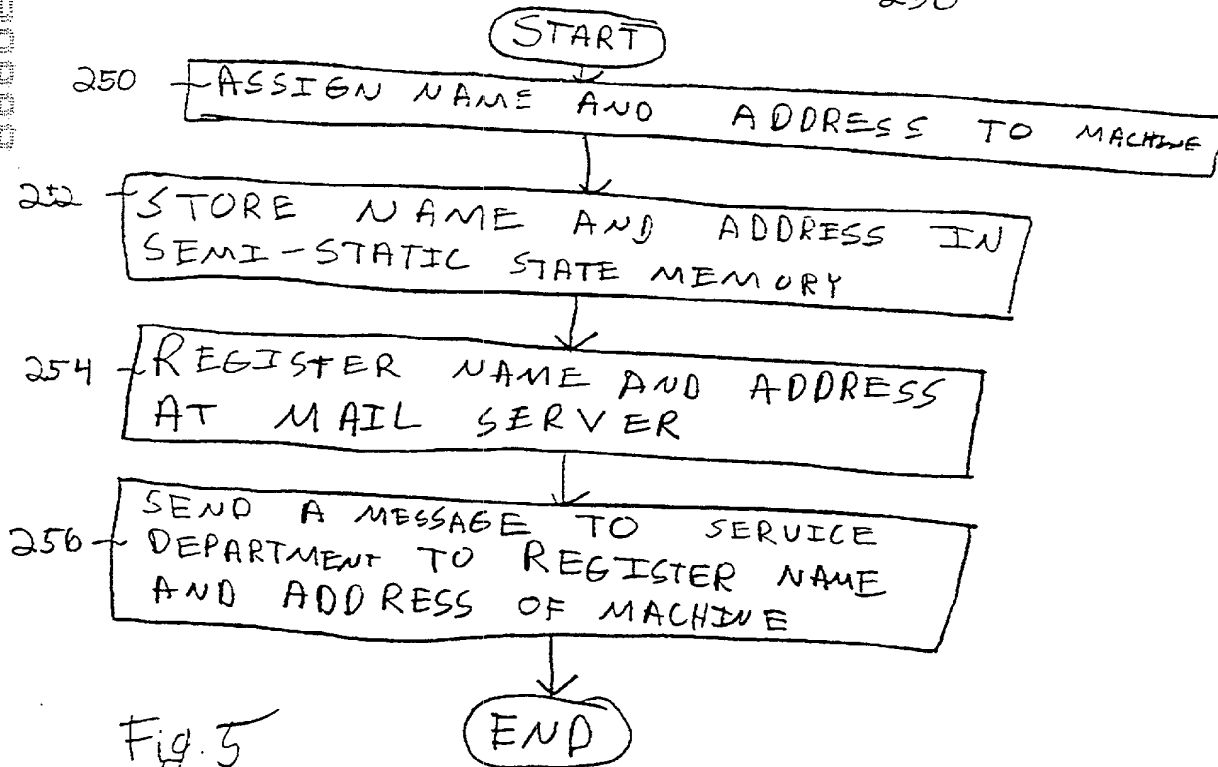 START
250 ASSIGN NAME AND ADDRESS TO MACHINE
252 STORE NAME AND ADDRESS IN
SEMI-STATIC STATE MEMORY
254 REGISTER NAME AND ADDRESS
AT MAIL SERVER
SEND A MESSAGE TO SERVICE
256 DEPARTMENT TO REGISTER NAME
AND ADDRESS OF MACHINE
Fig. 5 END